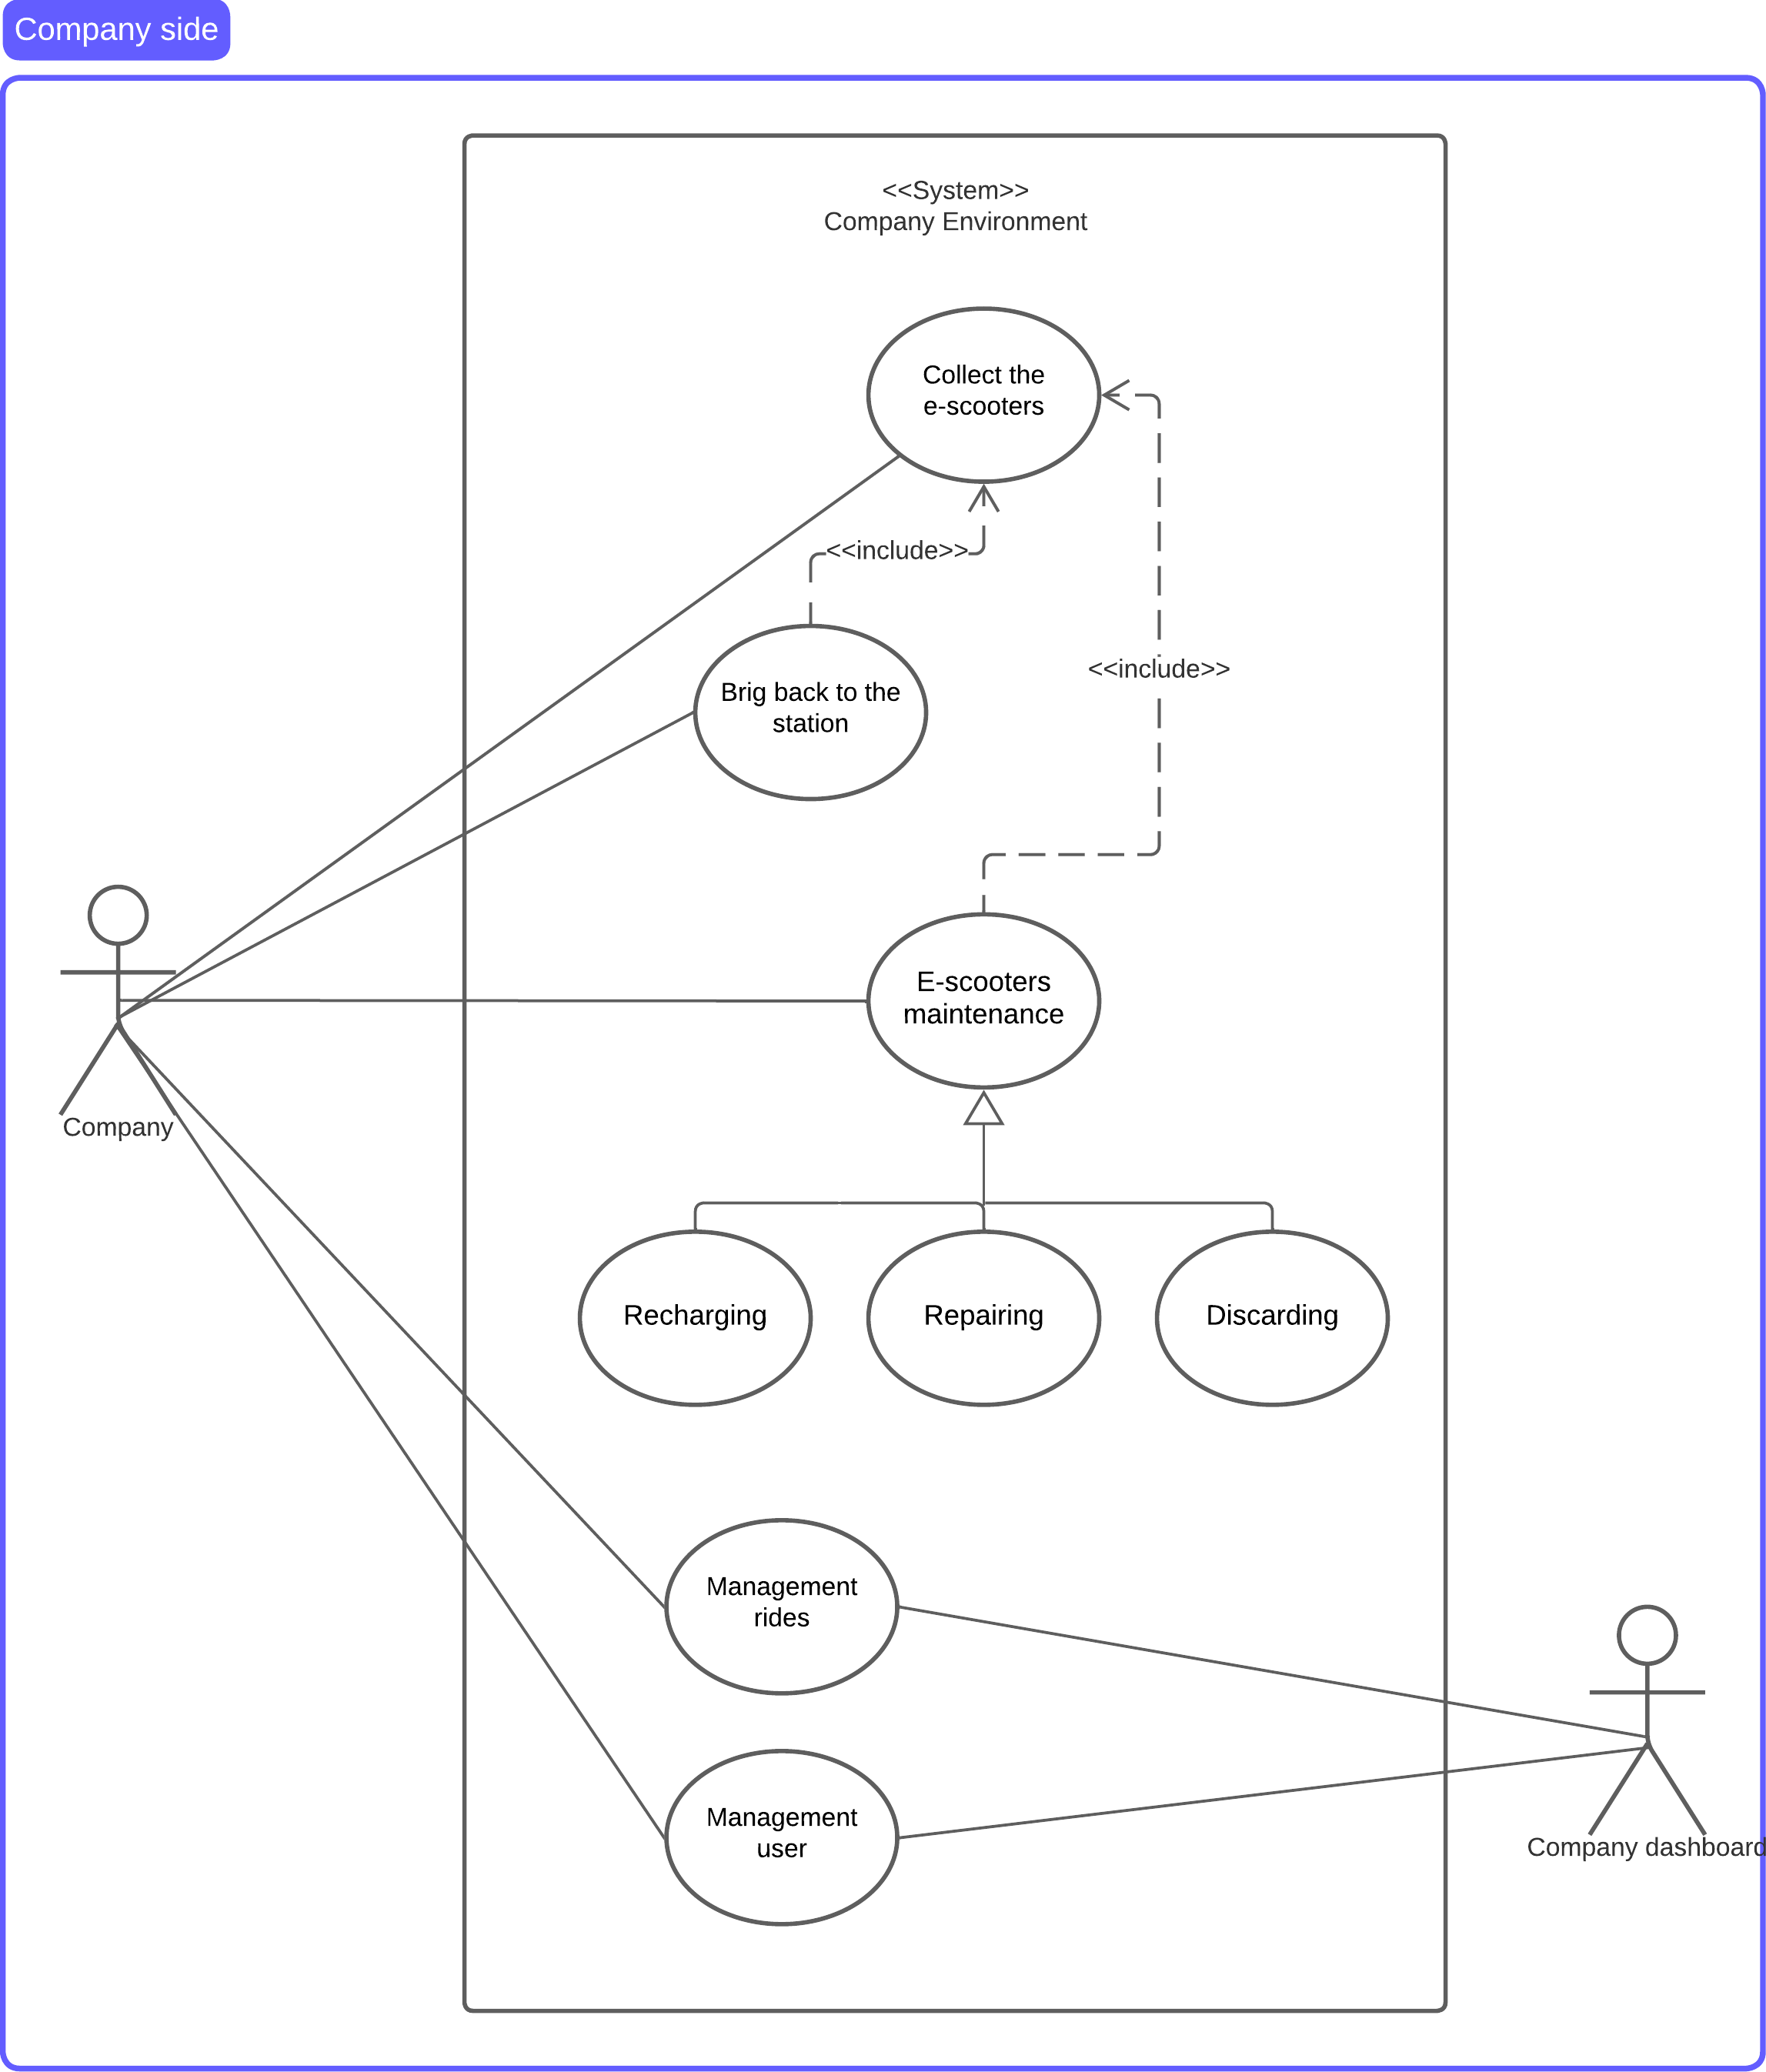 Company side
<<System>>
Company Environment
Collect the
e-scooters
<<include>>
<<include>>
Brig back to the
station
E-scooters
maintenance
Company
Recharging
Repairing
Discarding
Management
rides
Management
user
Company dashboard